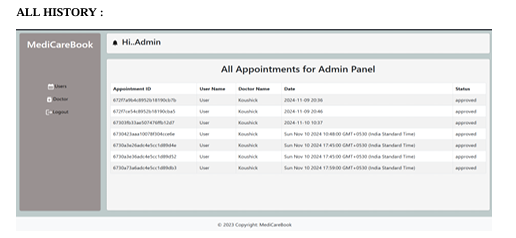 ALL HISTORY :
MediCareBook
Hi..Admin
Users
Doctor
Logout
All Appointments for Admin Panel
Appointment ID User Name Doctor Name Date Status
User Koushick 2024-11-09 20:36 approved
User Koushick 2024-11-09 20:46 approved
User Koushick 2024-11-10 10:37 approved
User Koushick Sun Nov 10 2024 10:48:00 GMT+0530 (India Standard Time) approved
User Koushick Sun Nov 10 2024 17:45:00 GMT+0530 (India Standard Time) approved
User Koushick Sun Nov 10 2024 17:45:00 GMT+0530 (India Standard Time) approved
User Koushick Sun Nov 10 2024 17:59:00 GMT+0530 (India Standard Time) approved
© 2023 Copyright: MediCareBook